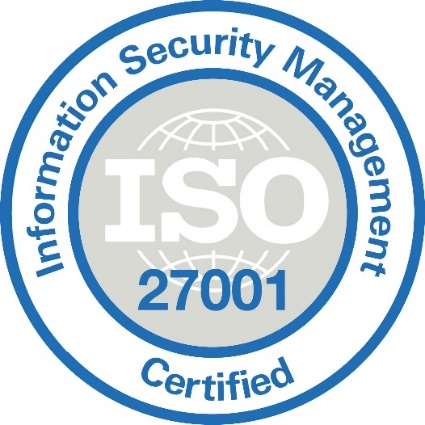 Information Security Management
ISO
27001
Certified